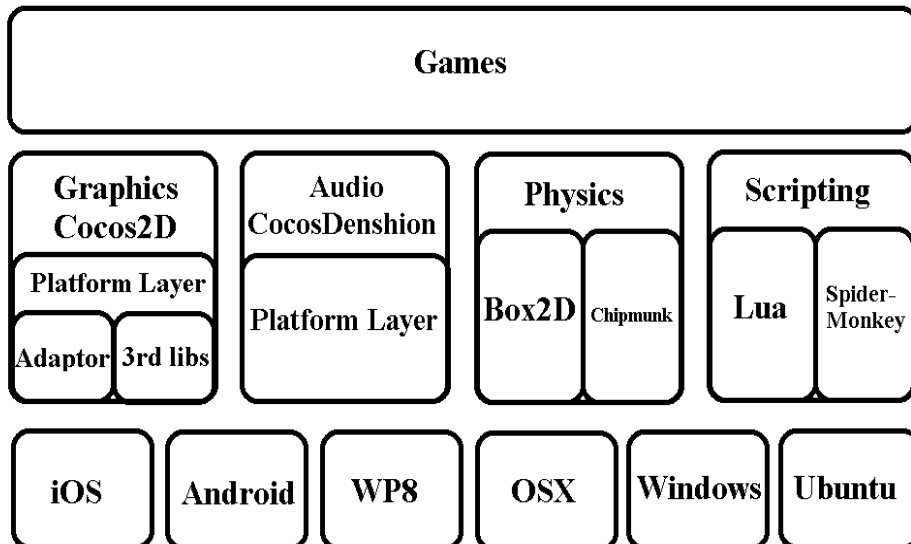 Games
Graphics
Cocos2D
Platform Layer
Adaptor
3rd libs
Audio
CocosDenshion
Platform Layer
Physics
Box2D
Chipmunk
Scripting
Lua
Spider-
Monkey
iOS
Android
WP8
OSX
Windows
Ubuntu